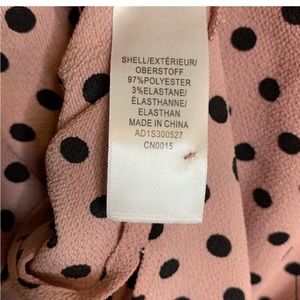 SHELL/EXTÉRIEUR/
OBERSTOFF
97%POLYESTER
3%ELASTANE/
ÉLASTHANNE/
ELASTHAN
MADE IN CHINA
AD1S300527
CN0015